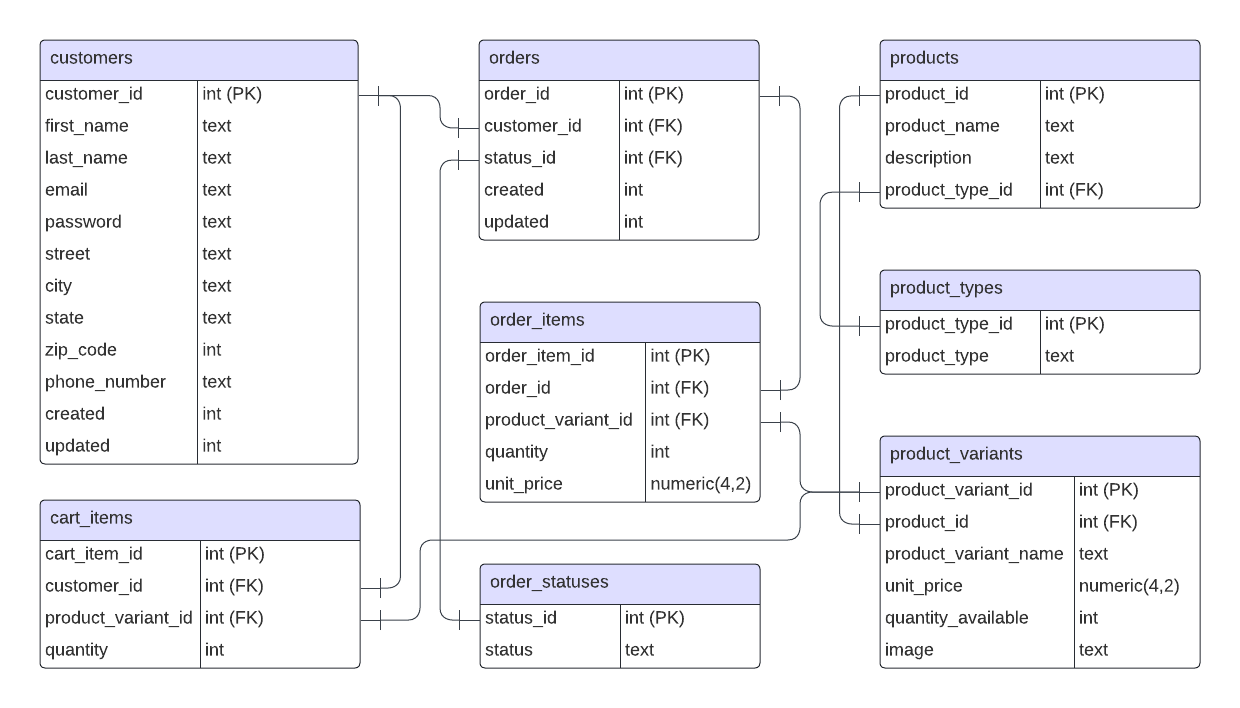 customers
customer_id int (PK)
first_name text
last_name text
email text
password text
street text
city text
state text
zip_code int
phone_number text
created int
updated int
cart_items
cart_item_id int (PK)
customer_id int (FK)
product_variant_id int (FK)
quantity int
orders
order_id int (PK)
customer_id int (FK)
status_id int (FK)
created int
updated int
order_items
order_item_id int (PK)
order_id int (FK)
product_variant_id int (FK)
quantity int
unit_price numeric(4,2)
order_statuses
status_id int (PK)
status text
products
product_id int (PK)
product_name text
description text
product_type_id int (FK)
product_types
product_type_id int (PK)
product_type text
product_variants
product_variant_id int (PK)
product_id int (FK)
product_variant_name text
unit_price numeric(4,2)
quantity_available int
image text